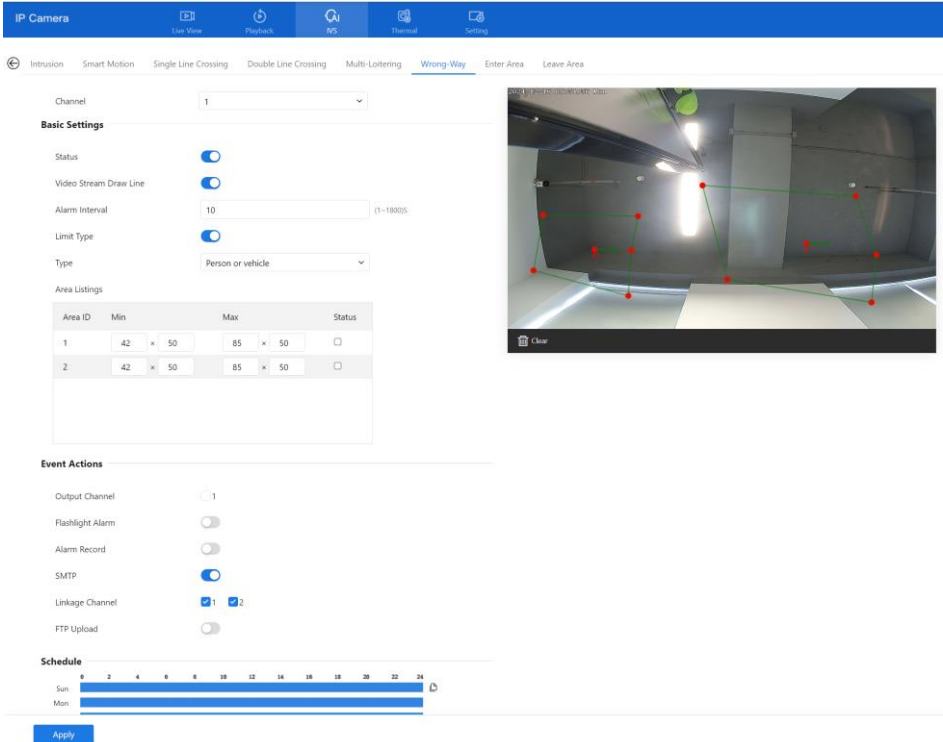 IP Camera
Live View
Playback
IVS
Thermal
Setting
Intrusion Smart Motion Single Line Crossing Double Line Crossing Multi-Loitering Wrong-Way Enter Area Leave Area
Channel 1
Basic Settings
Status
Video Stream Draw Line
Alarm Interval 10 (1~1800)S
Limit Type
Type Person or vehicle
Area Listings
Area ID Min Max Status
1 42 × 50 85 × 50
2 42 × 50 85 × 50
Clear
Event Actions
Output Channel 1
Flashlight Alarm
Alarm Record
SMTP
Linkage Channel 1 2
FTP Upload
Schedule
0 2 4 6 8 10 12 14 16 18 20 22 24
Sun
Mon
Apply